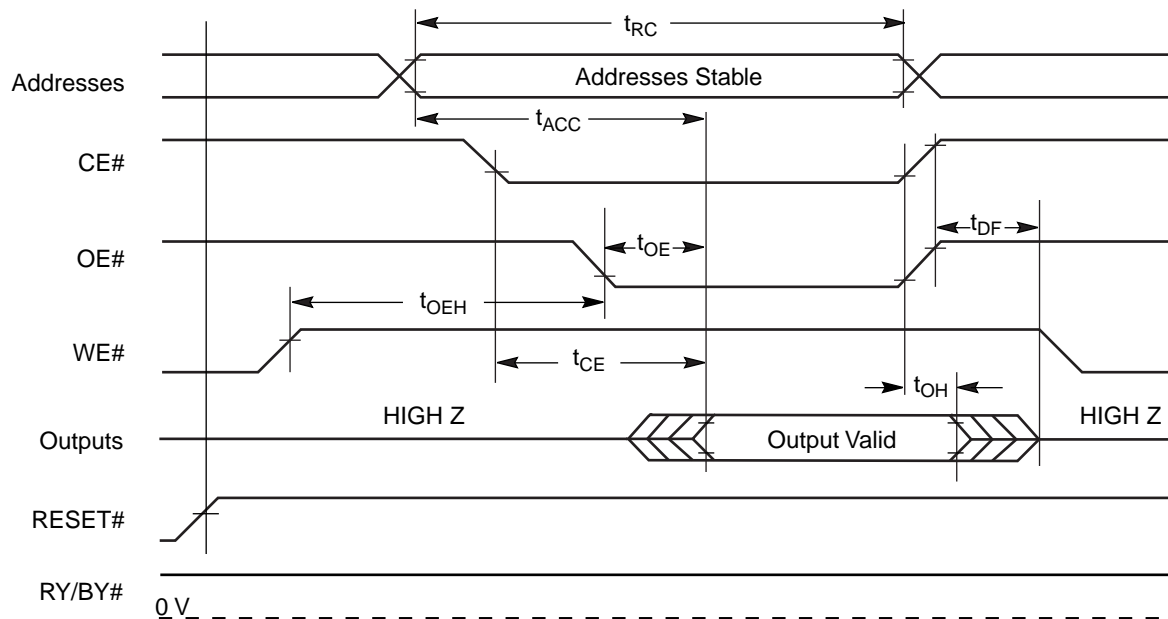 tRC
Addresses
Addresses Stable
tACC
CE#
tDF
OE#
tOE
tOEH
WE#
tCE
tOH
HIGH Z
HIGH Z
Outputs
Output Valid
RESET#
RY/BY#
0 V